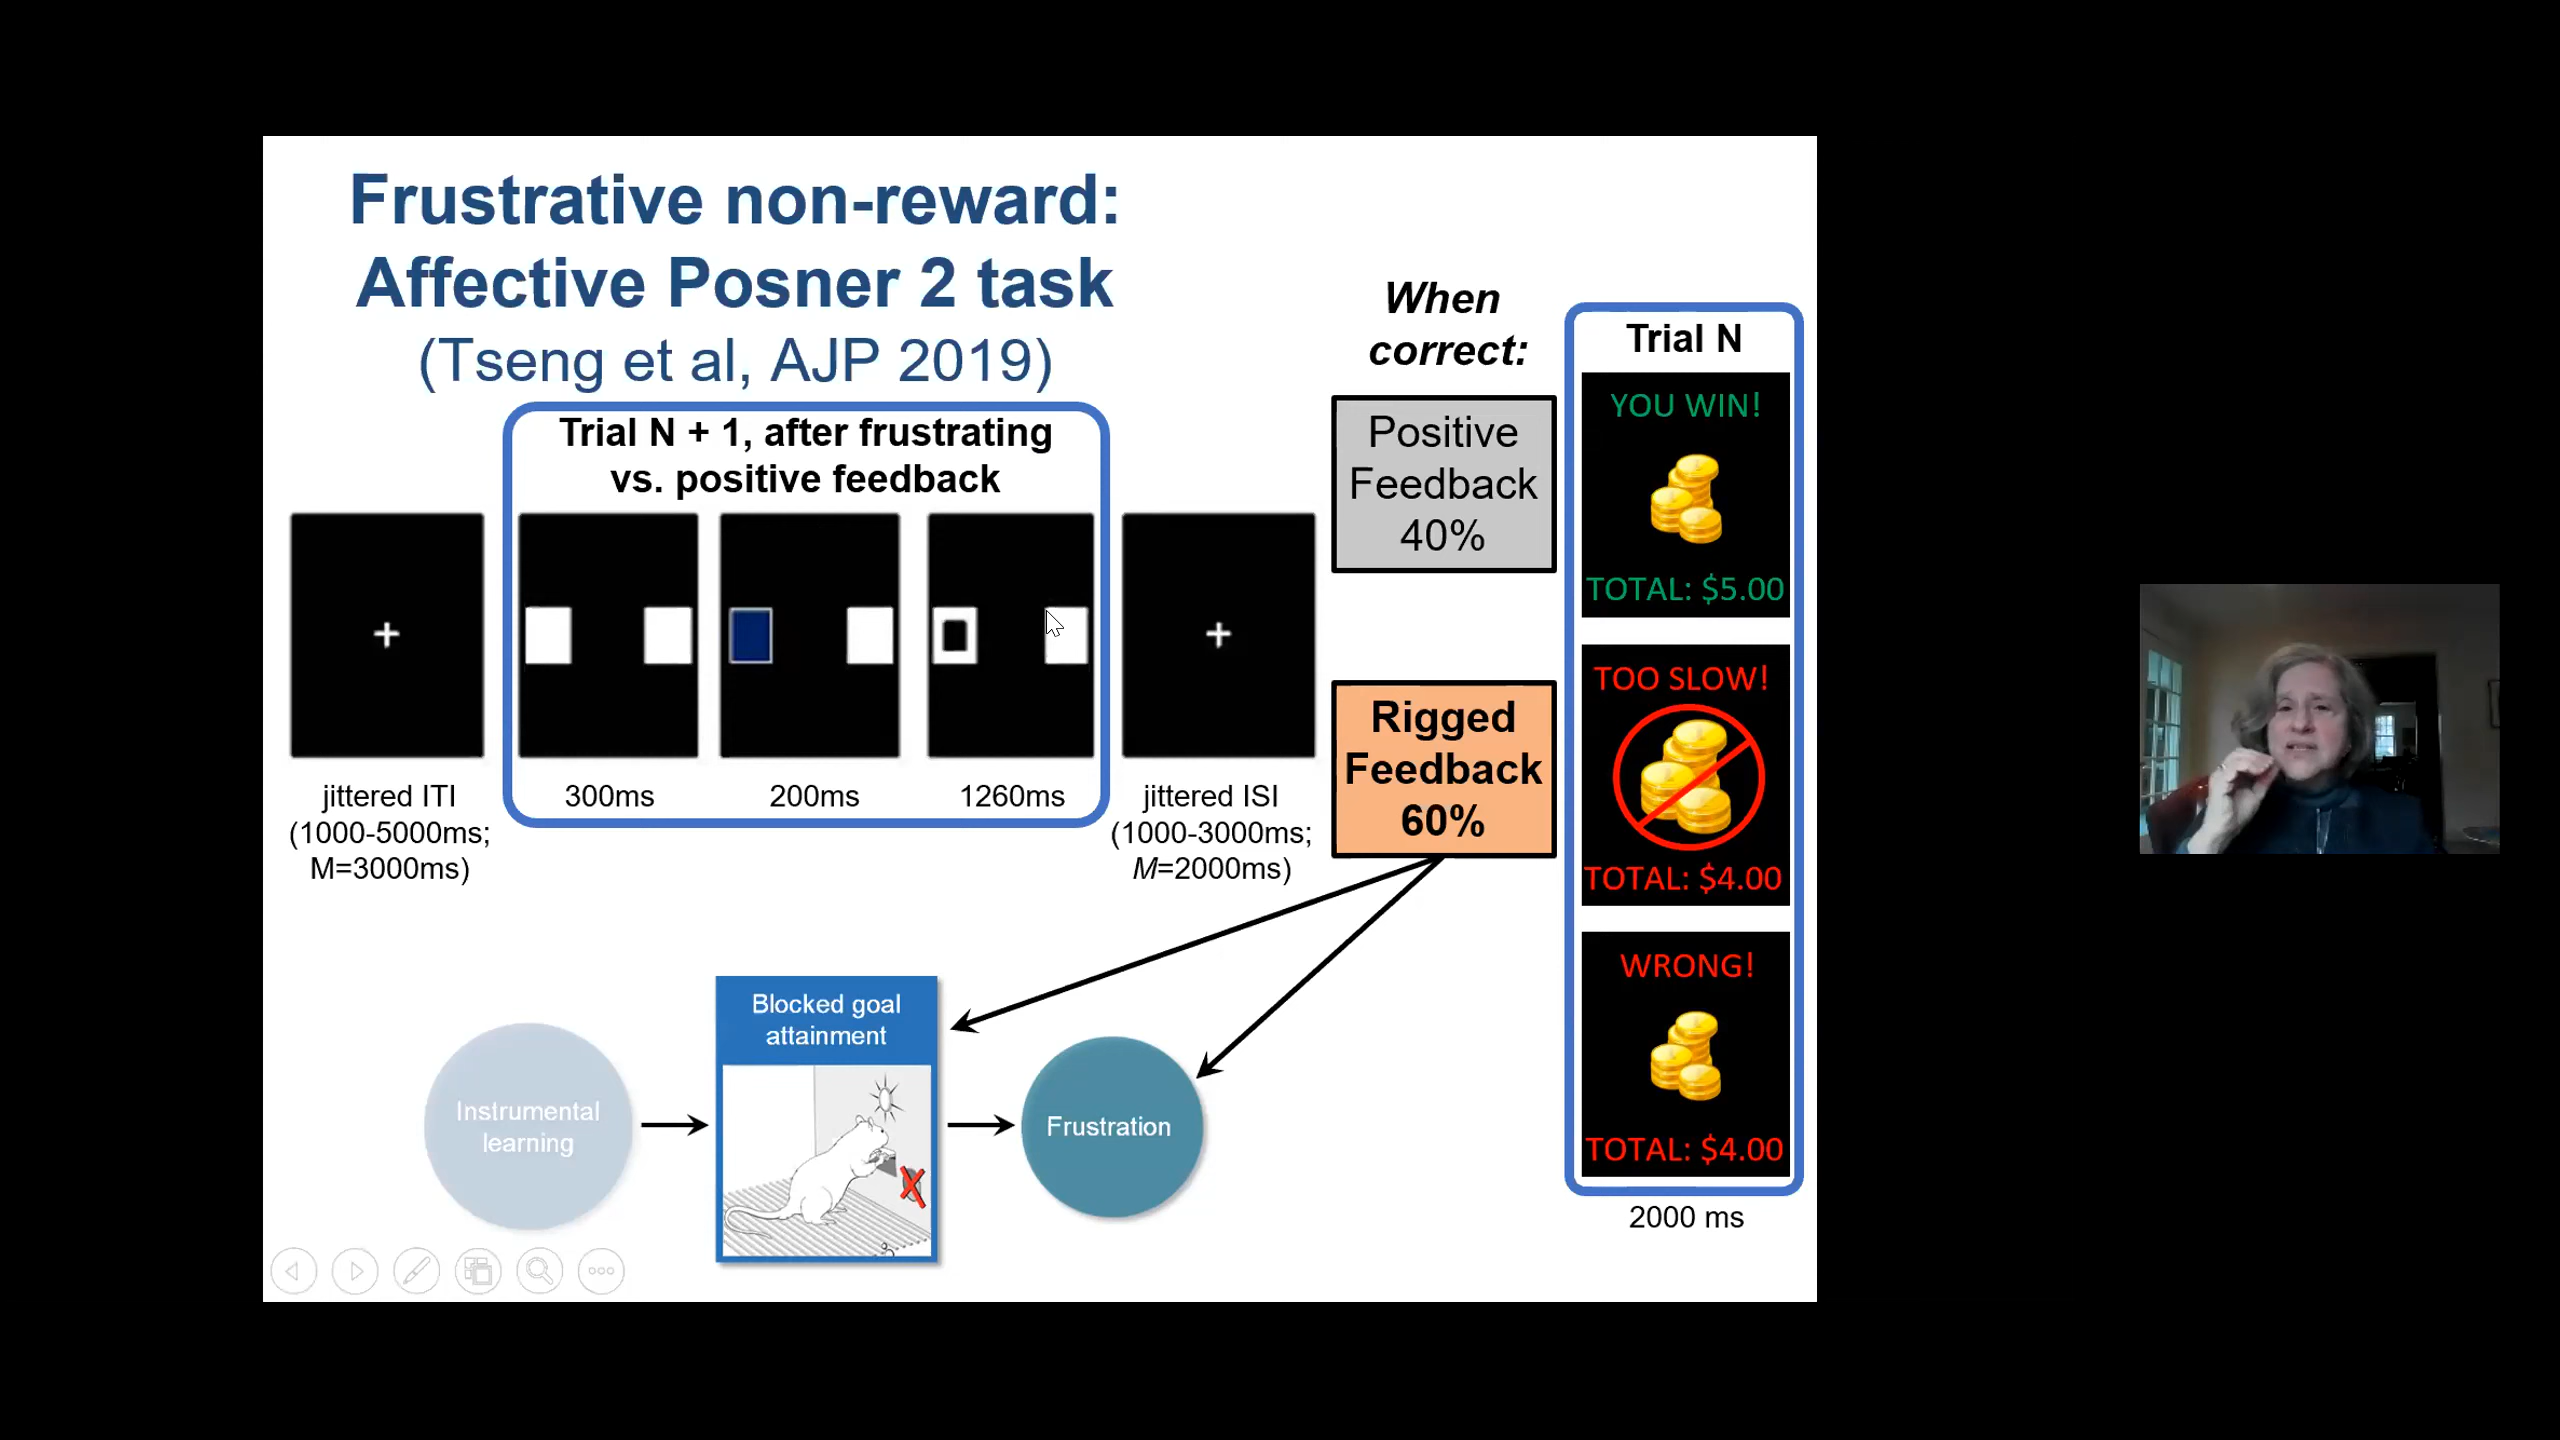 Frustrative non-reward:
Affective Posner 2 task
(Tseng et al, AJP 2019)
Trial N + 1, after frustrating
vs. positive feedback
jittered ITI
(1000-5000ms;
M=3000ms)
300ms
200ms
1260ms
jittered ISI
(1000-3000ms;
M=2000ms)
When
correct:
Positive
Feedback
40%
Rigged
Feedback
60%
Trial N
YOU WIN!
TOTAL: $5.00
TOO SLOW!
TOTAL: $4.00
WRONG!
TOTAL: $4.00
2000 ms
Instrumental
learning
Blocked goal
attainment
Frustration